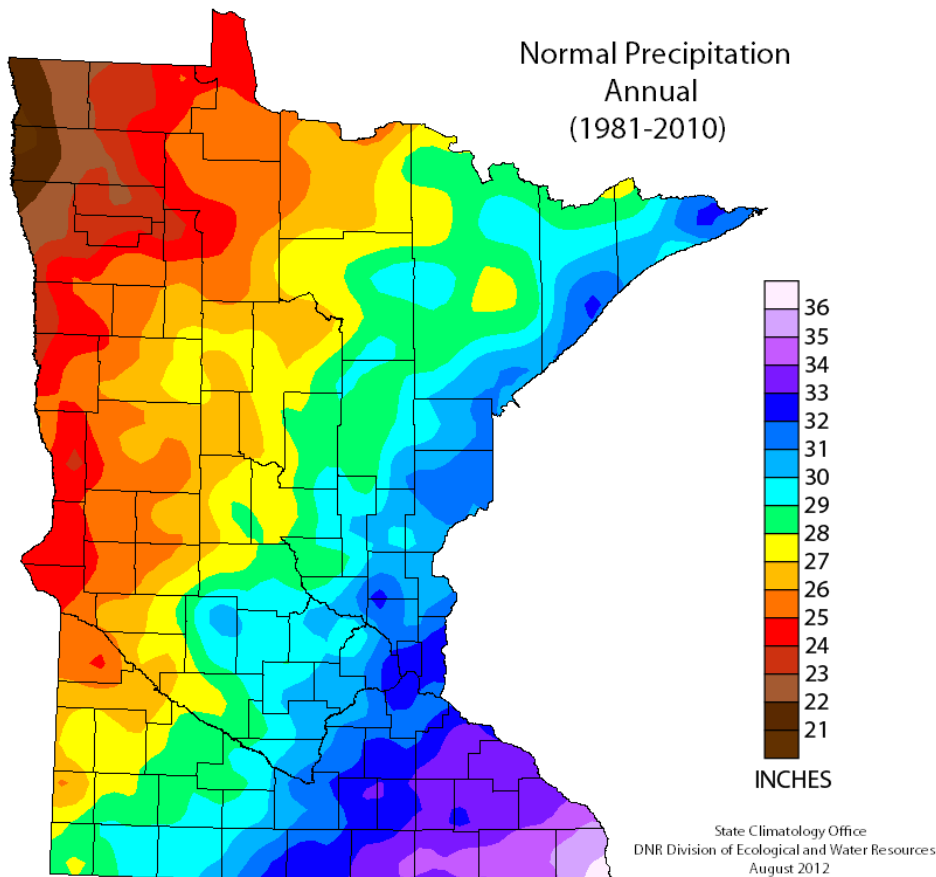 Normal Precipitation
Annual
(1981-2010)
36
35
34
33
32
31
30
29
28
27
26
25
24
23
22
21
INCHES
State Climatology Office
DNR Division of Ecological and Water Resources
August 2012